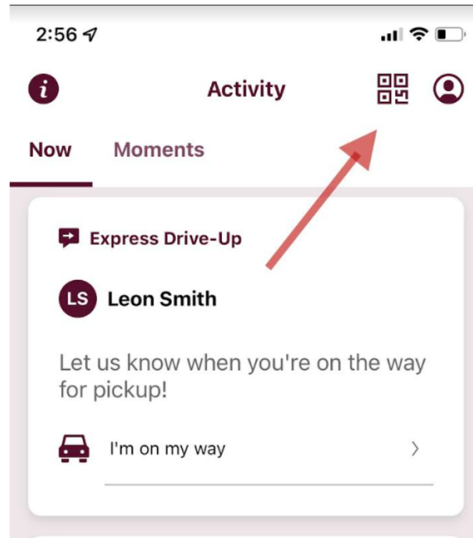 2:56
Activity
Now Moments
Express Drive-Up
LS Leon Smith
Let us know when you're on the way
for pickup!
I'm on my way